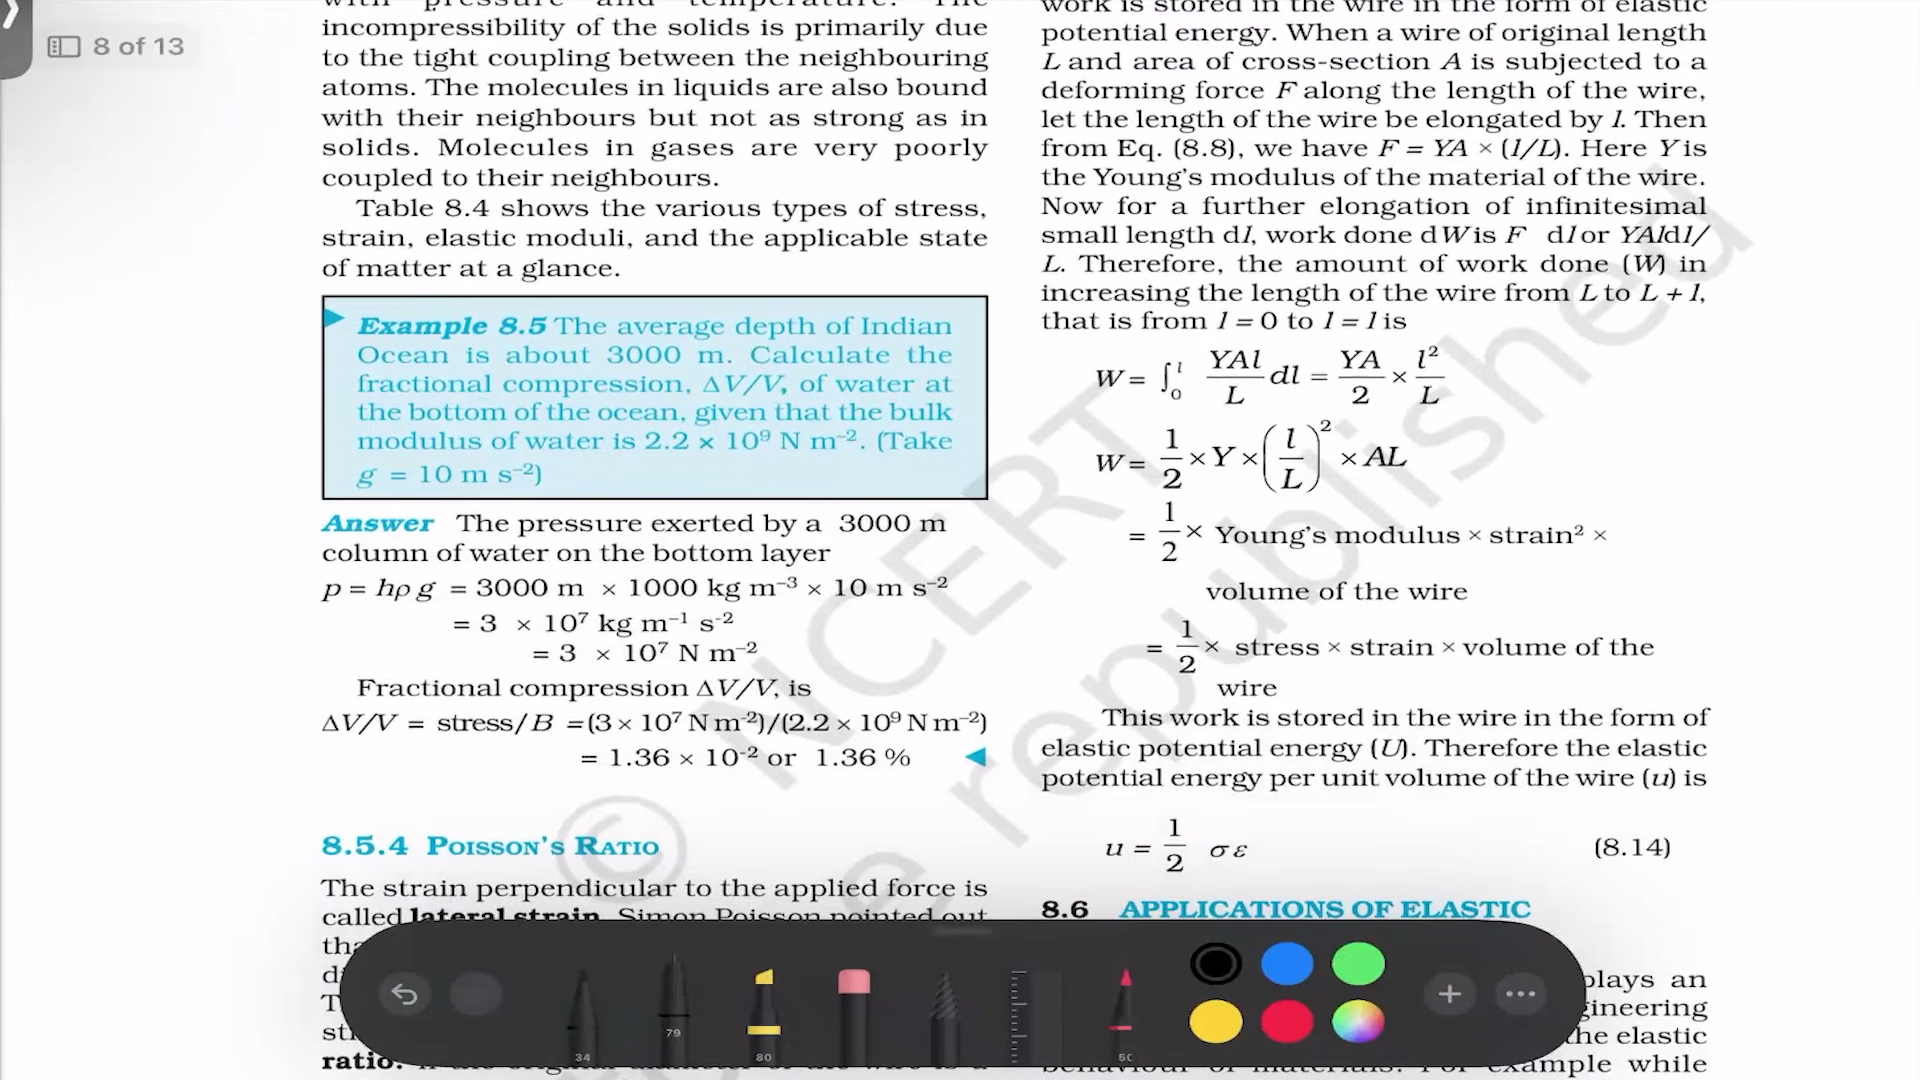 8 of 13
with pressure and temperature. The
incompressibility of the solids is primarily due
to the tight coupling between the neighbouring
atoms. The molecules in liquids are also bound
with their neighbours but not as strong as in
solids. Molecules in gases are very poorly
coupled to their neighbours.
Table 8.4 shows the various types of stress,
strain, elastic moduli, and the applicable state
of matter at a glance.
Example 8.5 The average depth of Indian
Ocean is about 3000 m. Calculate the
fractional compression, ΔV/V, of water at
the bottom of the ocean, given that the bulk
modulus of water is 2.2 × 10⁹ N m⁻². (Take
g = 10 m s⁻²)
Answer The pressure exerted by a 3000 m
column of water on the bottom layer
p = hρ g = 3000 m × 1000 kg m⁻³ × 10 m s⁻²
= 3 × 10⁷ kg m⁻¹ s⁻²
= 3 × 10⁷ N m⁻²
Fractional compression ΔV/V, is
ΔV/V = stress/B = (3 × 10⁷ N m⁻²)/(2.2 × 10⁹ N m⁻²)
= 1.36 × 10⁻² or 1.36 %
8.5.4 Poisson's Ratio
The strain perpendicular to the applied force is
called lateral strain. Simon Poisson pointed out
ratio.
work is stored in the wire in the form of elastic
potential energy. When a wire of original length
L and area of cross-section A is subjected to a
deforming force F along the length of the wire,
let the length of the wire be elongated by l. Then
from Eq. (8.8), we have F = YA × (l/L). Here Y is
the Young's modulus of the material of the wire.
Now for a further elongation of infinitesimal
small length dl, work done dW is F dl or YAldl/
L. Therefore, the amount of work done (W) in
increasing the length of the wire from L to L + l,
that is from l = 0 to l = l is
W = ∫₀ˡ YAl/L dl = YA/2 × l²/L
W = 1/2 × Y × (l/L)² × AL
= 1/2 × Young's modulus × strain² ×
volume of the wire
= 1/2 × stress × strain × volume of the
wire
This work is stored in the wire in the form of
elastic potential energy (U). Therefore the elastic
potential energy per unit volume of the wire (u) is
u = 1/2 σ ε (8.14)
8.6 APPLICATIONS OF ELASTIC
plays an
gineering
the elastic
example while
34
79
80
50
© NCERT
e republished